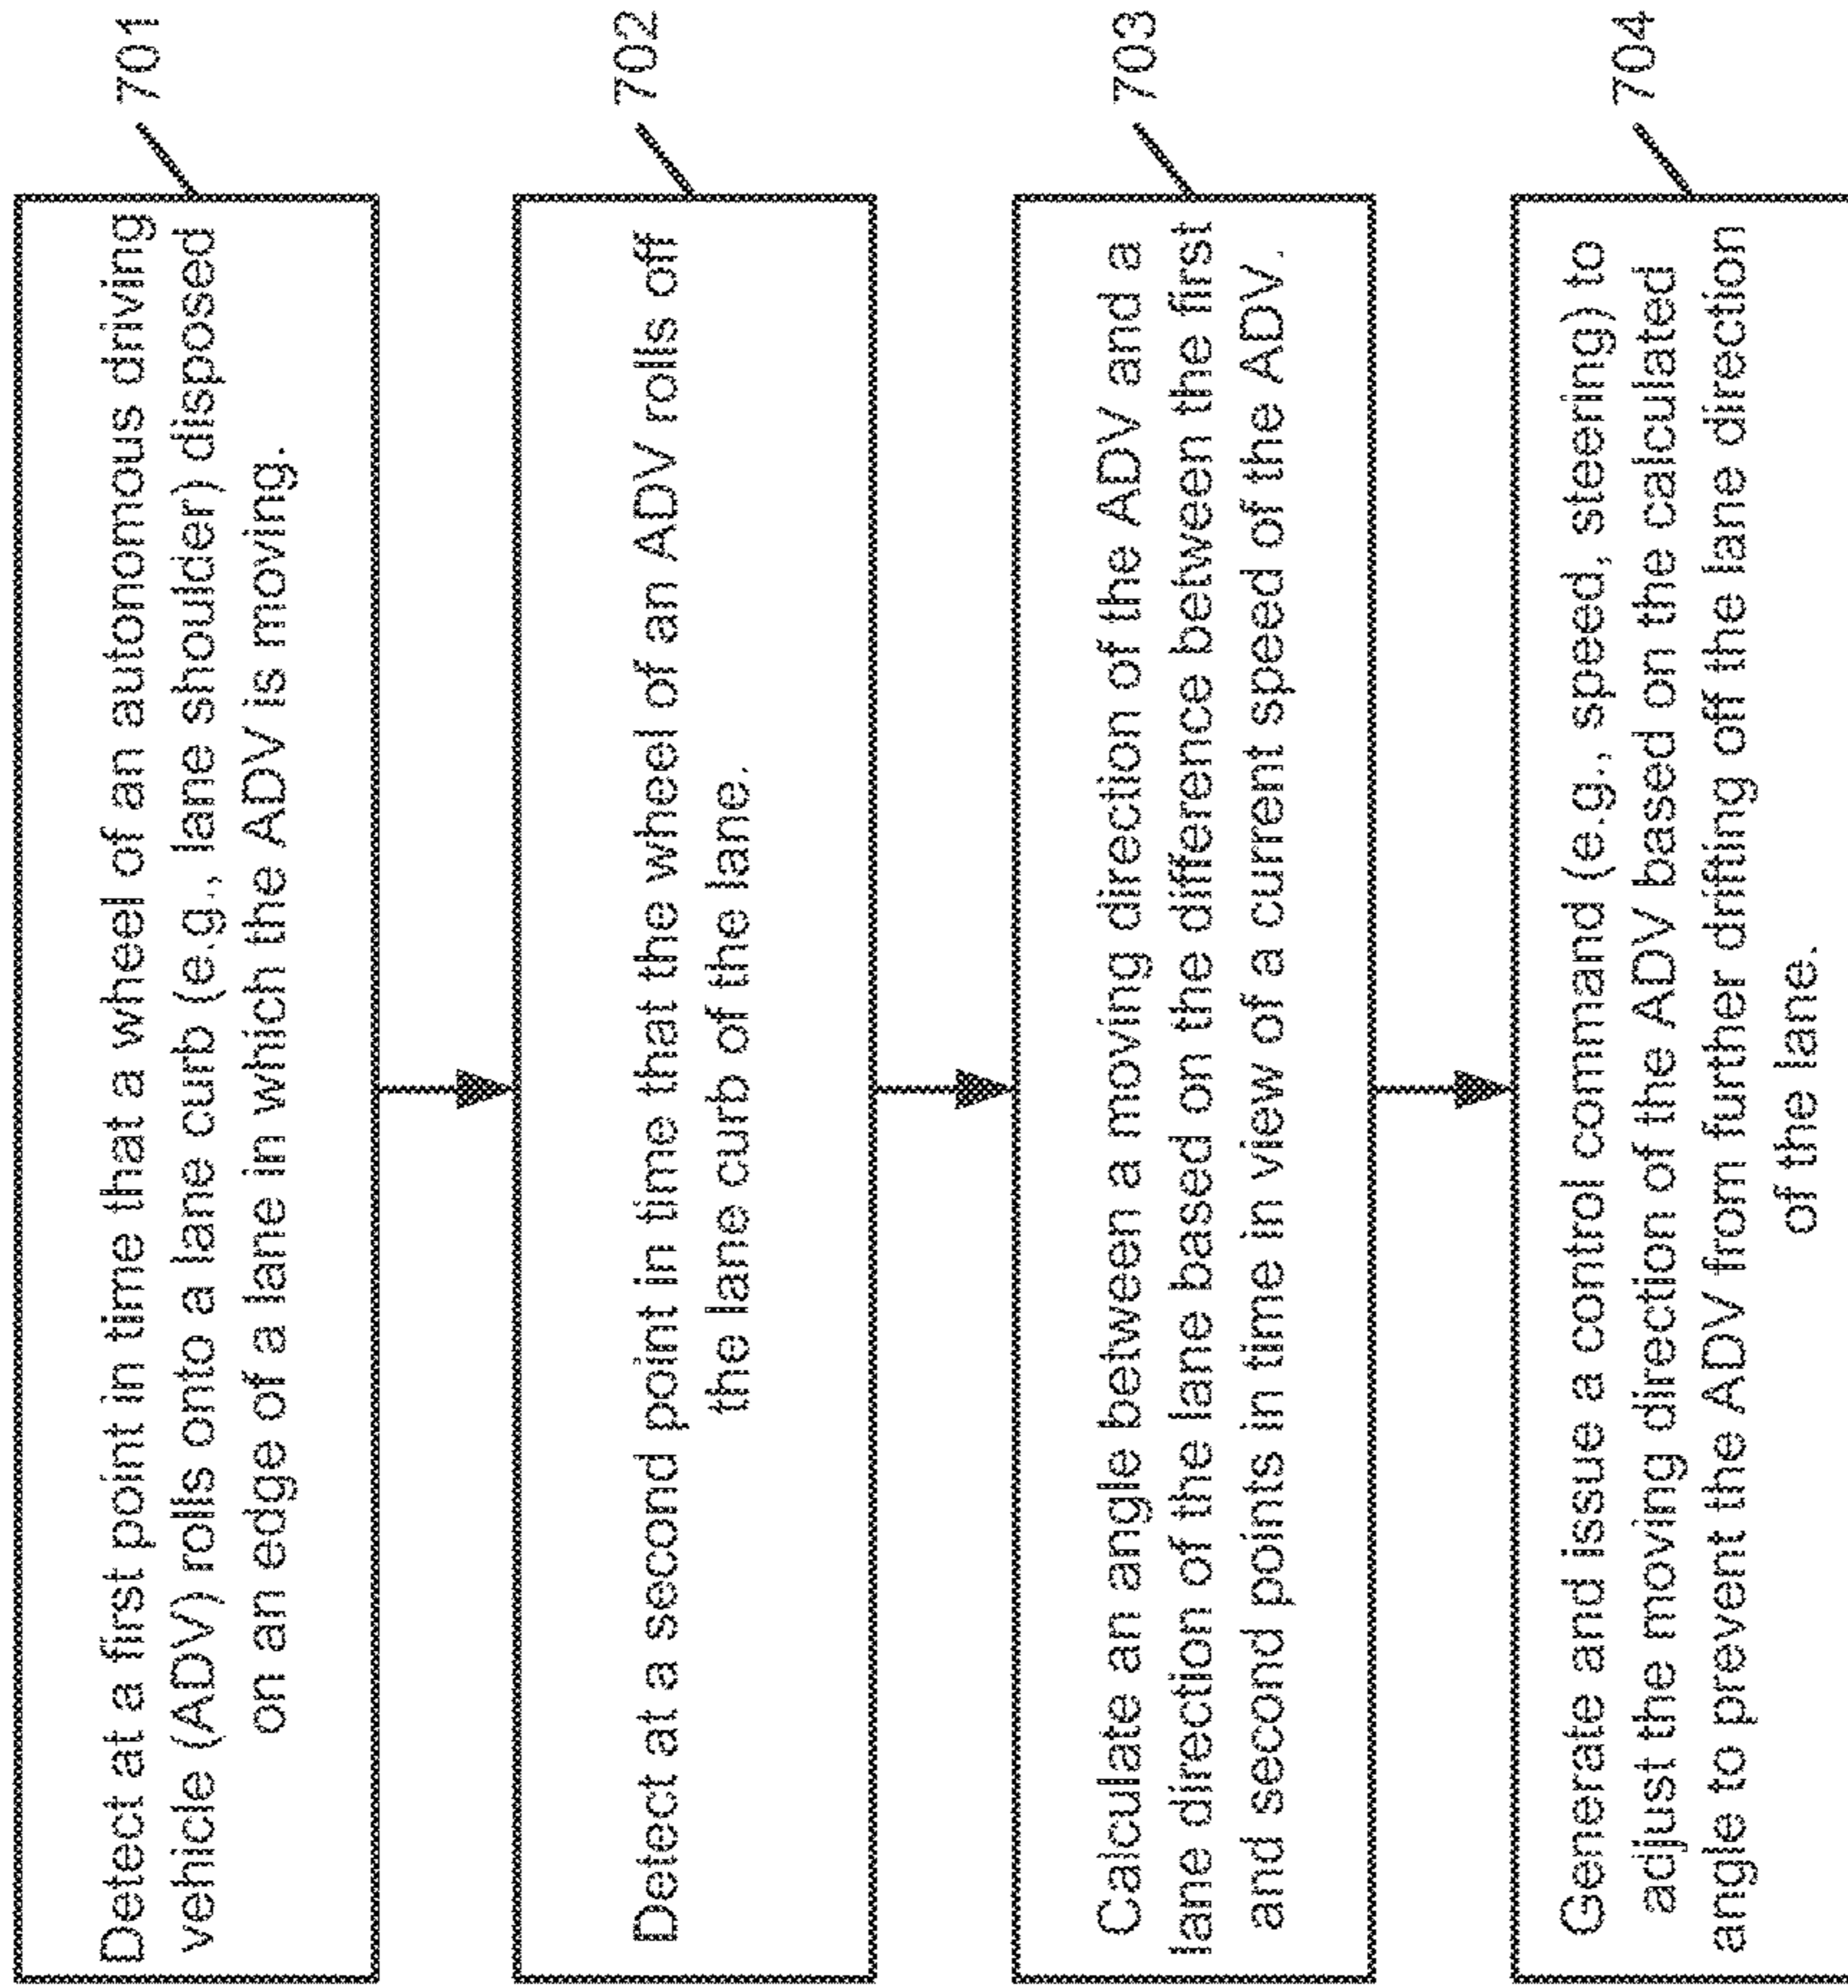 Detect at a first point in time that a wheel of an autonomous driving
vehicle (ADV) rolls onto a lane curb (e.g., lane shoulder) disposed
on an edge of a lane in which the ADV is moving.
701
Detect at a second point in time that the wheel of an ADV rolls off
the lane curb of the lane.
702
Calculate an angle between a moving direction of the ADV and a
lane direction of the lane based on the difference between the first
and second points in time in view of a current speed of the ADV.
703
Generate and issue a control command (e.g., speed, steering) to
adjust the moving direction of the ADV based on the calculated
angle to prevent the ADV from further drifting off the lane direction
of the lane.
704